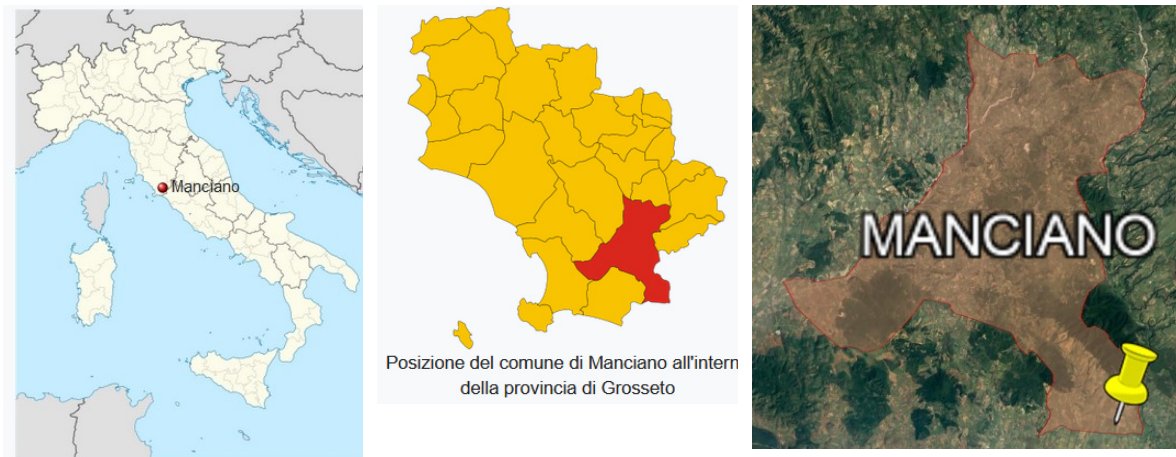 Manciano
Posizione del comune di Manciano all'intern
della provincia di Grosseto
MANCIANO